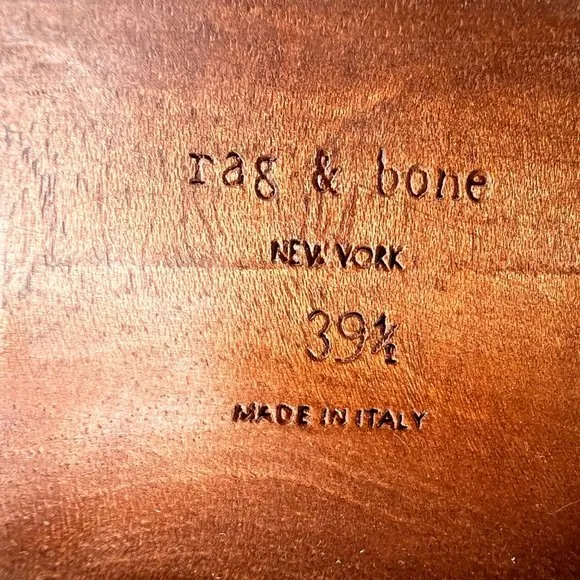 rag & bone
NEW YORK
39½
MADE IN ITALY